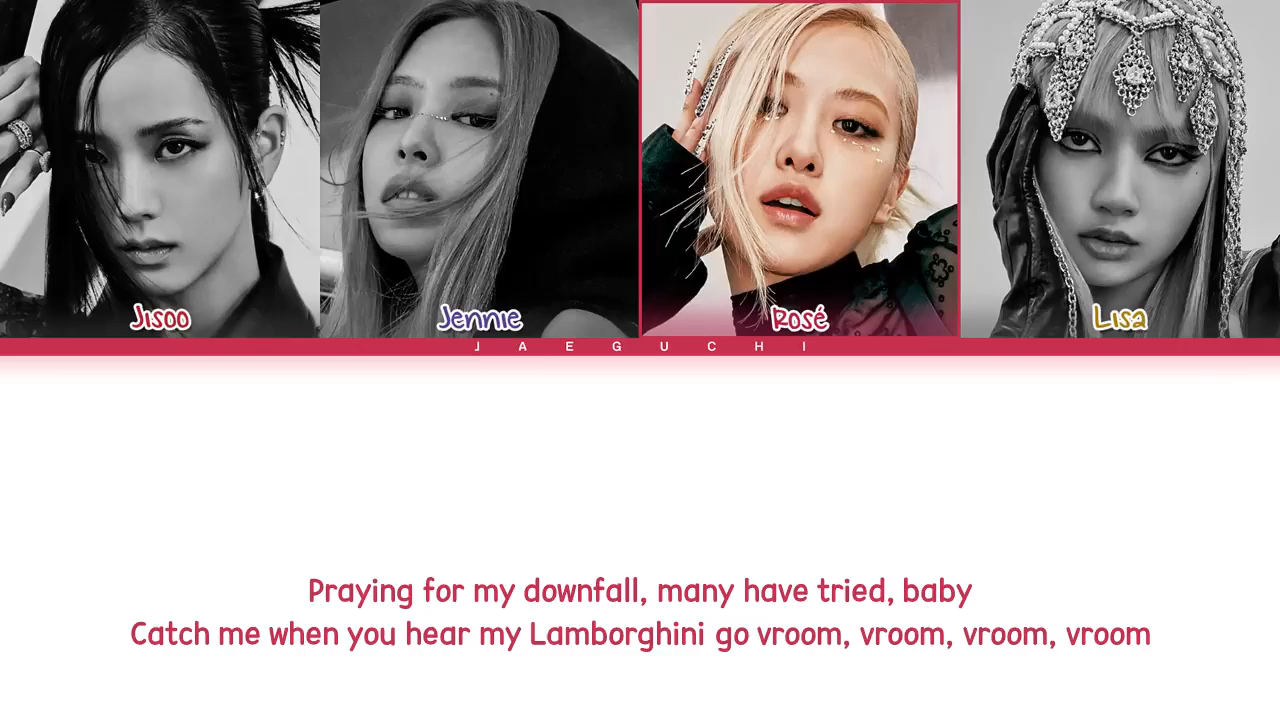 Jisoo
Jennie
Rosé
Lisa
JAEGUCHI
Praying for my downfall, many have tried, baby
Catch me when you hear my Lamborghini go vroom, vroom, vroom, vroom